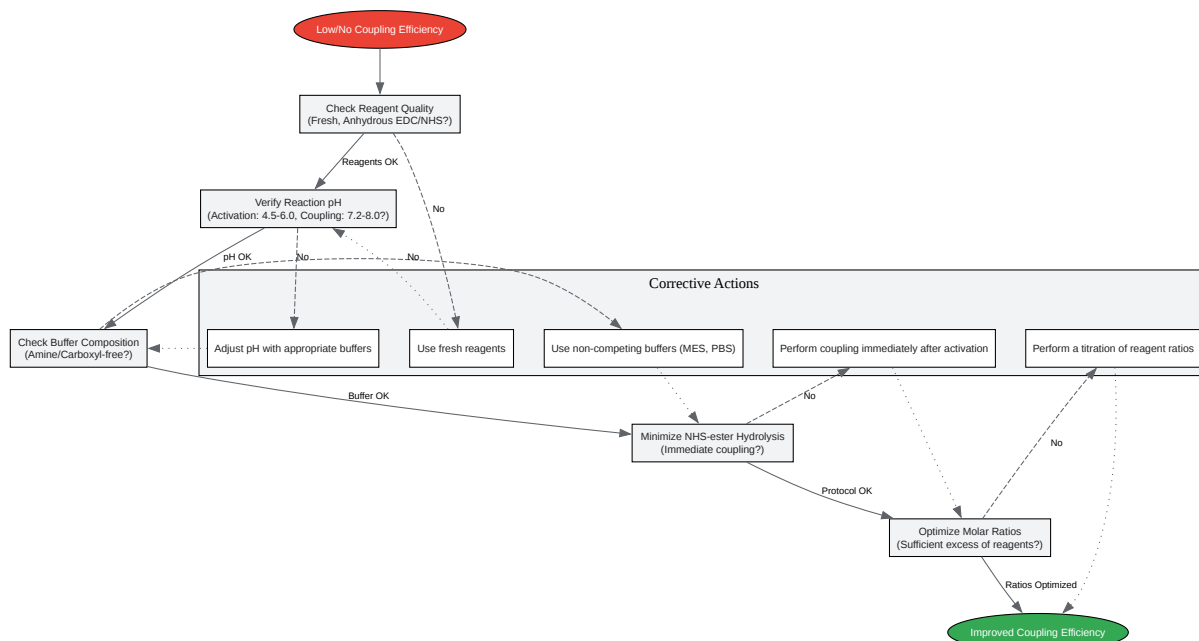 Low/No Coupling Efficiency
Check Reagent Quality
(Fresh, Anhydrous EDC/NHS?)
Reagents OK
Verify Reaction pH
(Activation: 4.5-6.0, Coupling: 7.2-8.0?)
No
pH OK
No
No
Corrective Actions
Check Buffer Composition
(Amine/Carboxyl-free?)
Adjust pH with appropriate buffers
Use fresh reagents
Use non-competing buffers (MES, PBS)
Perform coupling immediately after activation
Perform a titration of reagent ratios
Buffer OK
No
Minimize NHS-ester Hydrolysis
(Immediate coupling?)
No
Protocol OK
Optimize Molar Ratios
(Sufficient excess of reagents?)
Ratios Optimized
Improved Coupling Efficiency